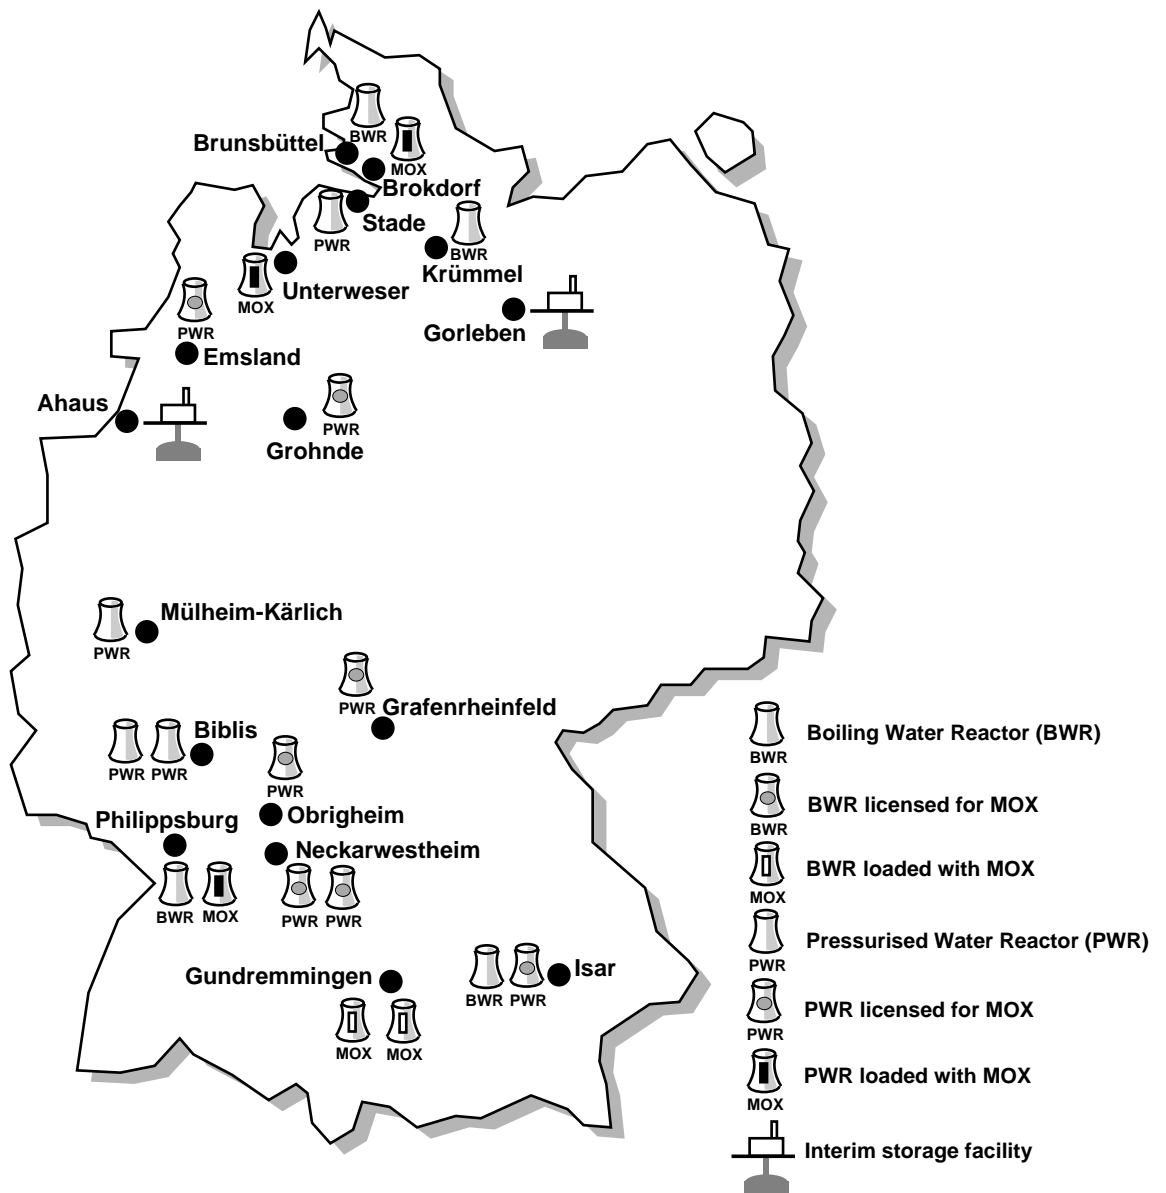 BWR
Brunsbüttel
MOX
Brokdorf
Stade
PWR
BWR
Krümmel
Unterweser
MOX
Gorleben
PWR
Emsland
Ahaus
PWR
Grohnde
Mülheim-Kärlich
PWR
PWR
Grafenrheinfeld
Biblis
PWR PWR
PWR
Obrigheim
Philippsburg
Neckarwestheim
BWR MOX
PWR PWR
Gundremmingen
Isar
BWR PWR
MOX MOX
Boiling Water Reactor (BWR)
BWR
BWR licensed for MOX
BWR
BWR loaded with MOX
MOX
Pressurised Water Reactor (PWR)
PWR
PWR licensed for MOX
PWR
PWR loaded with MOX
MOX
Interim storage facility